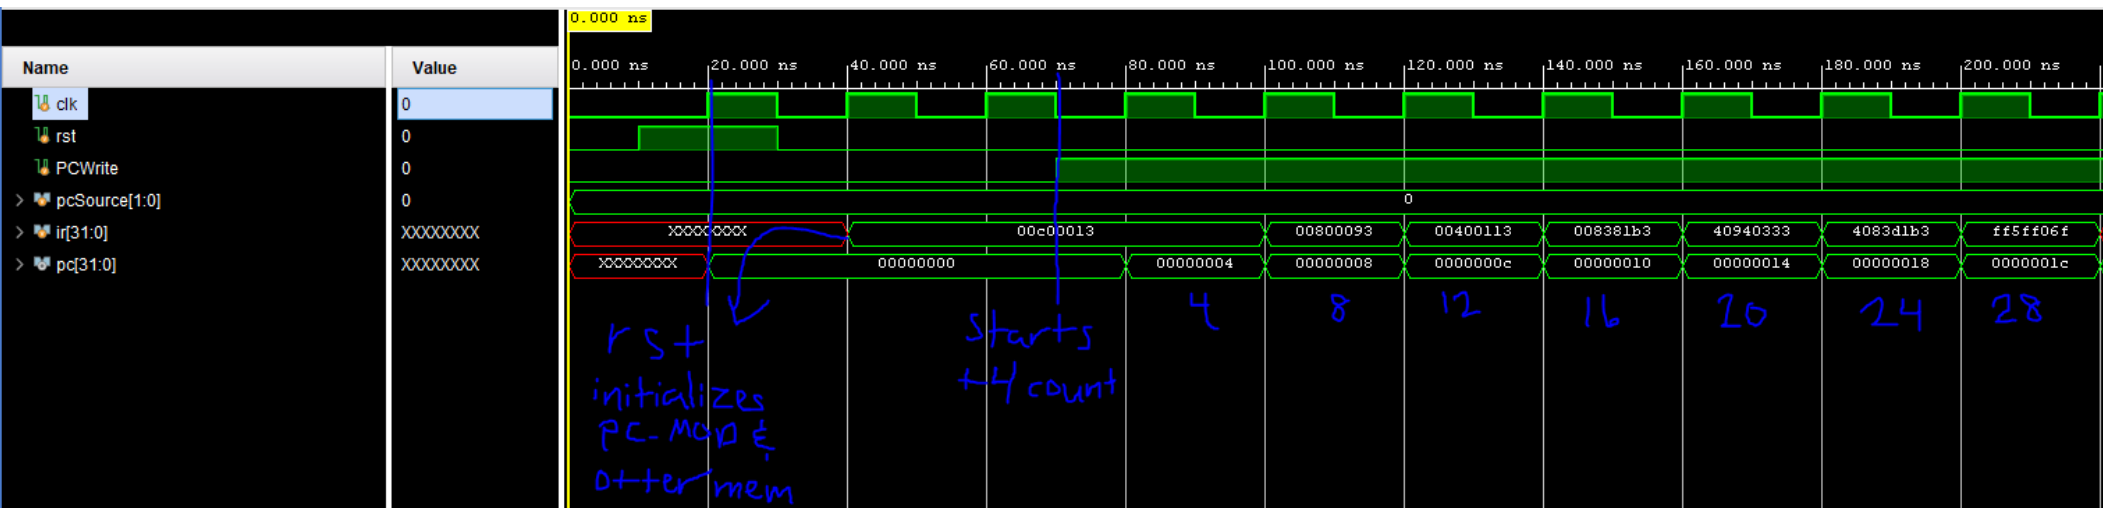 0.000 ns
Name Value
0.000 ns 20.000 ns 40.000 ns 60.000 ns 80.000 ns 100.000 ns 120.000 ns 140.000 ns 160.000 ns 180.000 ns 200.000 ns
clk 0
rst 0
PCWrite 0
pcSource[1:0] 0 0
ir[31:0] XXXXXXXX XXXXXXXX 00c00013 00800093 00400113 008381b3 40940333 4083d1b3 ff5ff06f
pc[31:0] XXXXXXXX XXXXXXXX 00000000 00000004 00000008 0000000c 00000010 00000014 00000018 0000001c
4 8 12 16 20 24 28
rst
initializes
PC-MOD &
otter mem
Starts
+4 count